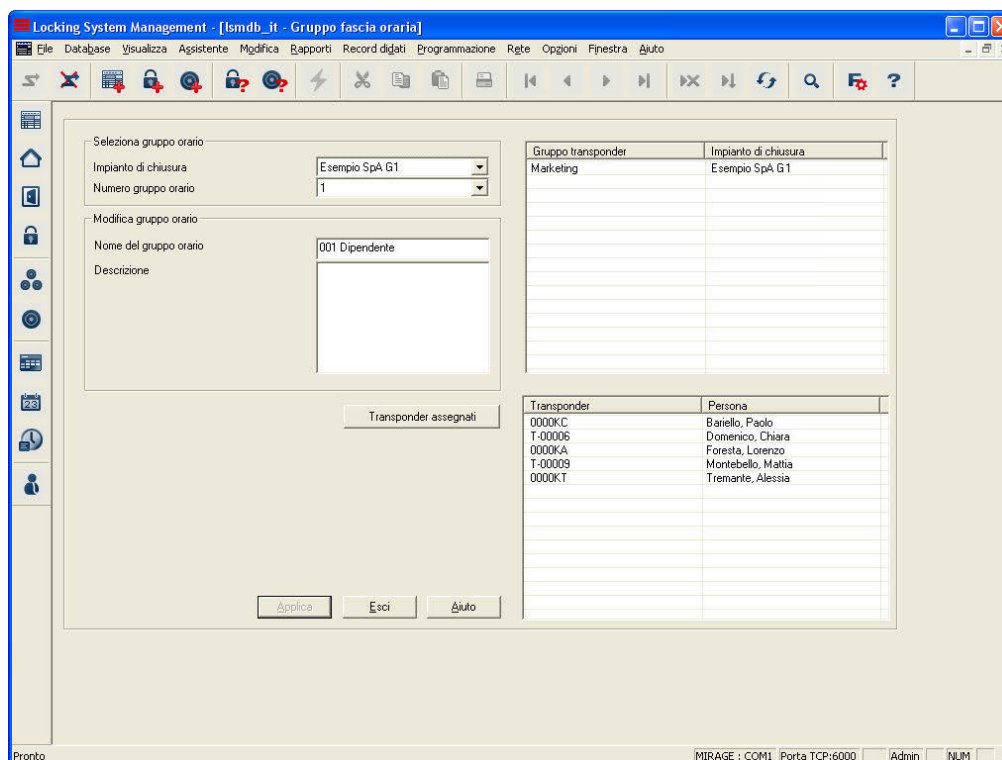 Locking System Management - [lsmdb_it - Gruppo fascia oraria]
File Database Visualizza Assistente Modifica Rapporti Record didati Programmazione Rete Opzioni Finestra Aiuto
Seleziona gruppo orario
Impianto di chiusura Esempio SpA G1
Numero gruppo orario 1
Modifica gruppo orario
Nome del gruppo orario 001 Dipendente
Descrizione
Transponder assegnati
Applica Esci Aiuto
Gruppo transponder Impianto di chiusura
Marketing Esempio SpA G1
Transponder Persona
0000KC Bariello, Paolo
T-00006 Domenico, Chiara
0000KA Foresta, Lorenzo
T-00009 Montebello, Mattia
0000KT Tremante, Alessia
Pronto MIRAGE : COM1 Porta TCP:6000 Admin NUM